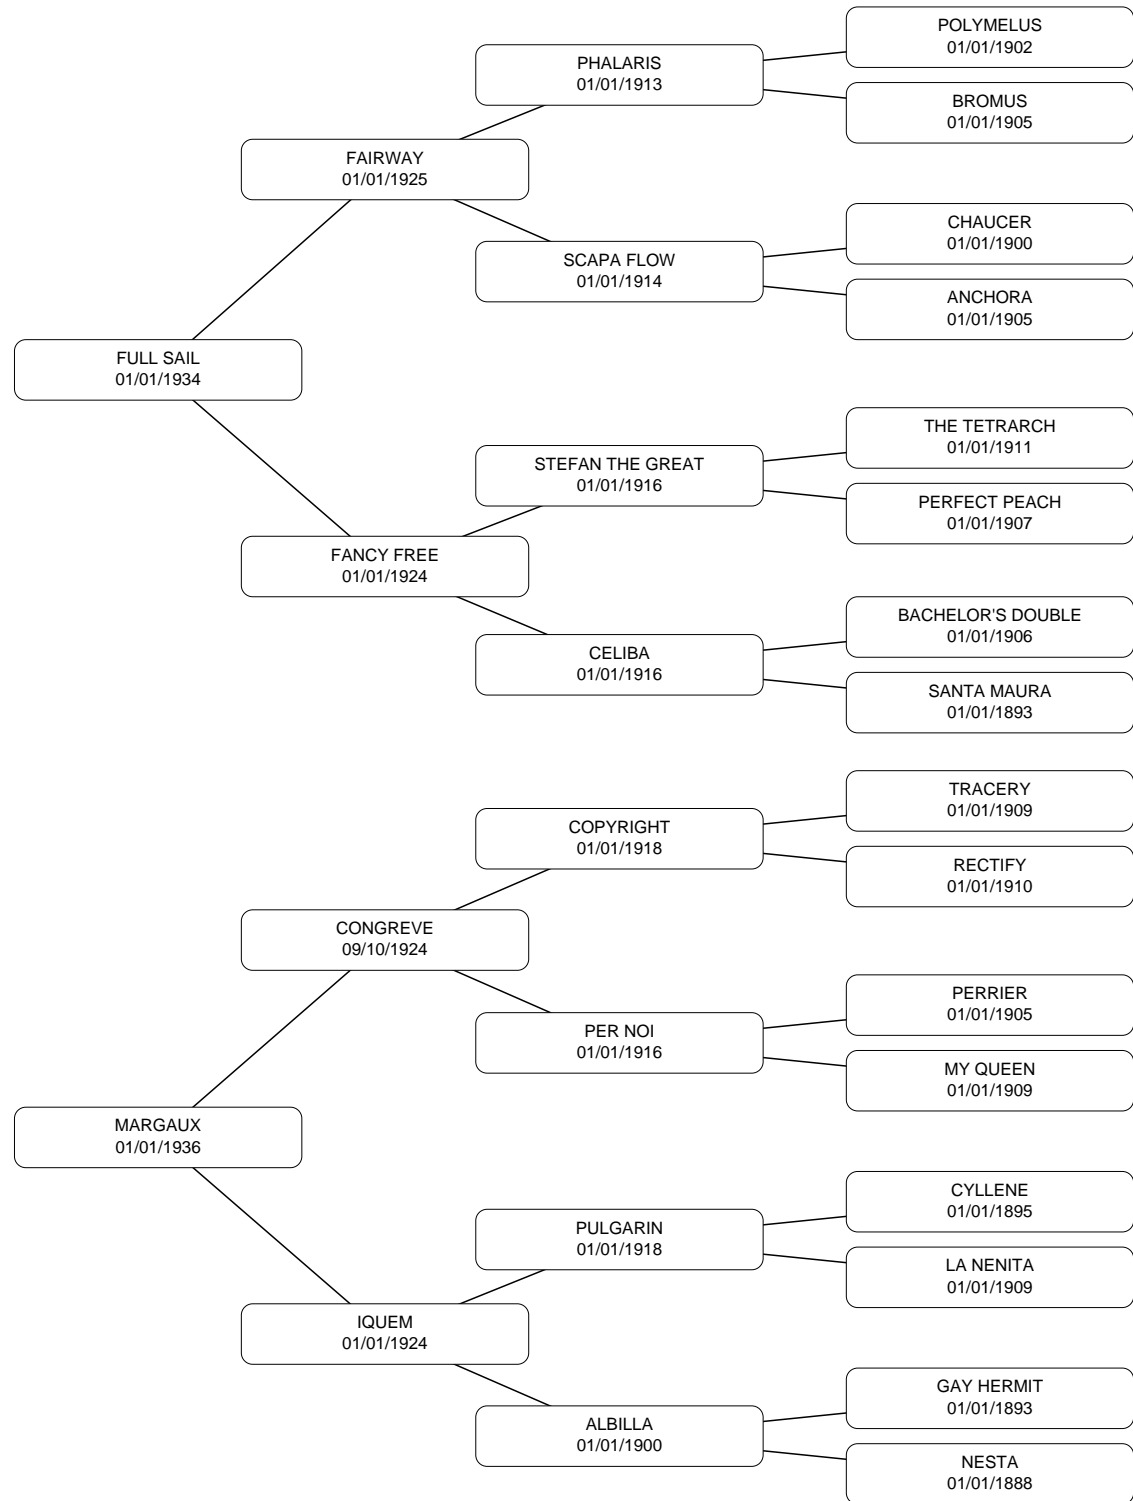 POLYMELUS
01/01/1902
PHALARIS
01/01/1913
BROMUS
01/01/1905
FAIRWAY
01/01/1925
CHAUCER
01/01/1900
SCAPA FLOW
01/01/1914
ANCHORA
01/01/1905
FULL SAIL
01/01/1934
THE TETRARCH
01/01/1911
STEFAN THE GREAT
01/01/1916
PERFECT PEACH
01/01/1907
FANCY FREE
01/01/1924
BACHELOR'S DOUBLE
01/01/1906
CELIBA
01/01/1916
SANTA MAURA
01/01/1893
TRACERY
01/01/1909
COPYRIGHT
01/01/1918
RECTIFY
01/01/1910
CONGREVE
09/10/1924
PERRIER
01/01/1905
PER NOI
01/01/1916
MY QUEEN
01/01/1909
MARGAUX
01/01/1936
CYLLENE
01/01/1895
PULGARIN
01/01/1918
LA NENITA
01/01/1909
IQUEM
01/01/1924
GAY HERMIT
01/01/1893
ALBILLA
01/01/1900
NESTA
01/01/1888